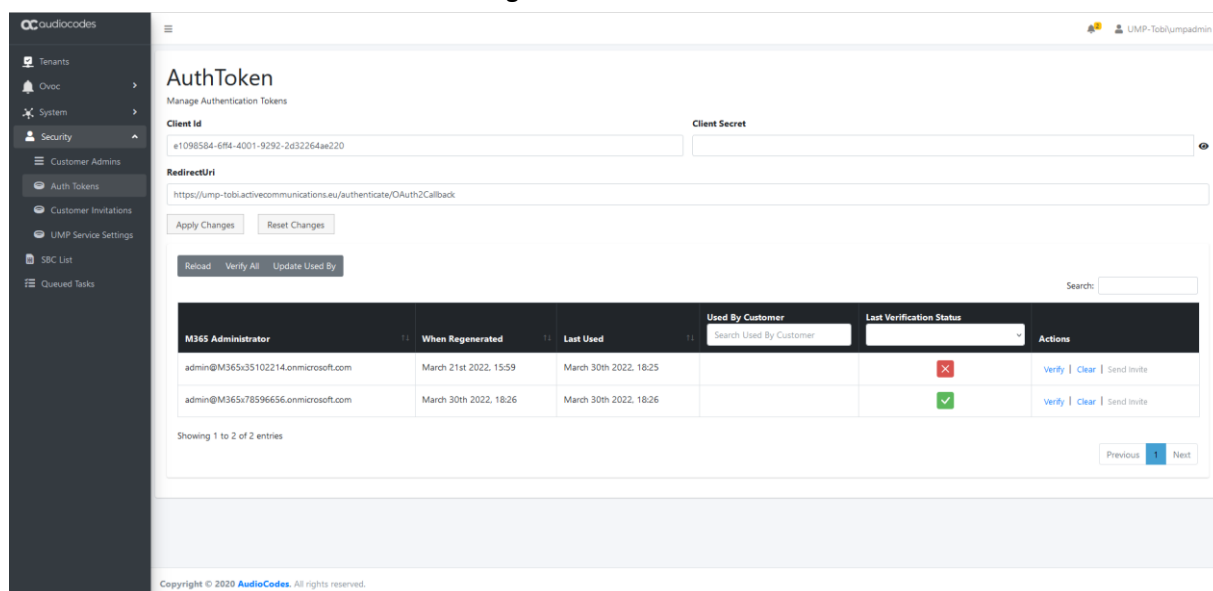 audiocodes
2
UMP-Tobi\umpadmin
Tenants
Ovoc
System
Security
Customer Admins
Auth Tokens
Customer Invitations
UMP Service Settings
SBC List
Queued Tasks
AuthToken
Manage Authentication Tokens
Client Id
Client Secret
e1098584-6ff4-4001-9292-2d32264ae220
RedirectUri
https://ump-tobi.activecommunications.eu/authenticate/OAuth2Callback
Apply Changes Reset Changes
Reload Verify All Update Used By
Search:
M365 Administrator When Regenerated Last Used Used By Customer Search Used By Customer Last Verification Status Actions
admin@M365x35102214.onmicrosoft.com March 21st 2022, 15:59 March 30th 2022, 18:25 Verify | Clear | Send Invite
admin@M365x78596656.onmicrosoft.com March 30th 2022, 18:26 March 30th 2022, 18:26 Verify | Clear | Send Invite
Showing 1 to 2 of 2 entries
Previous 1 Next
Copyright © 2020 AudioCodes. All rights reserved.